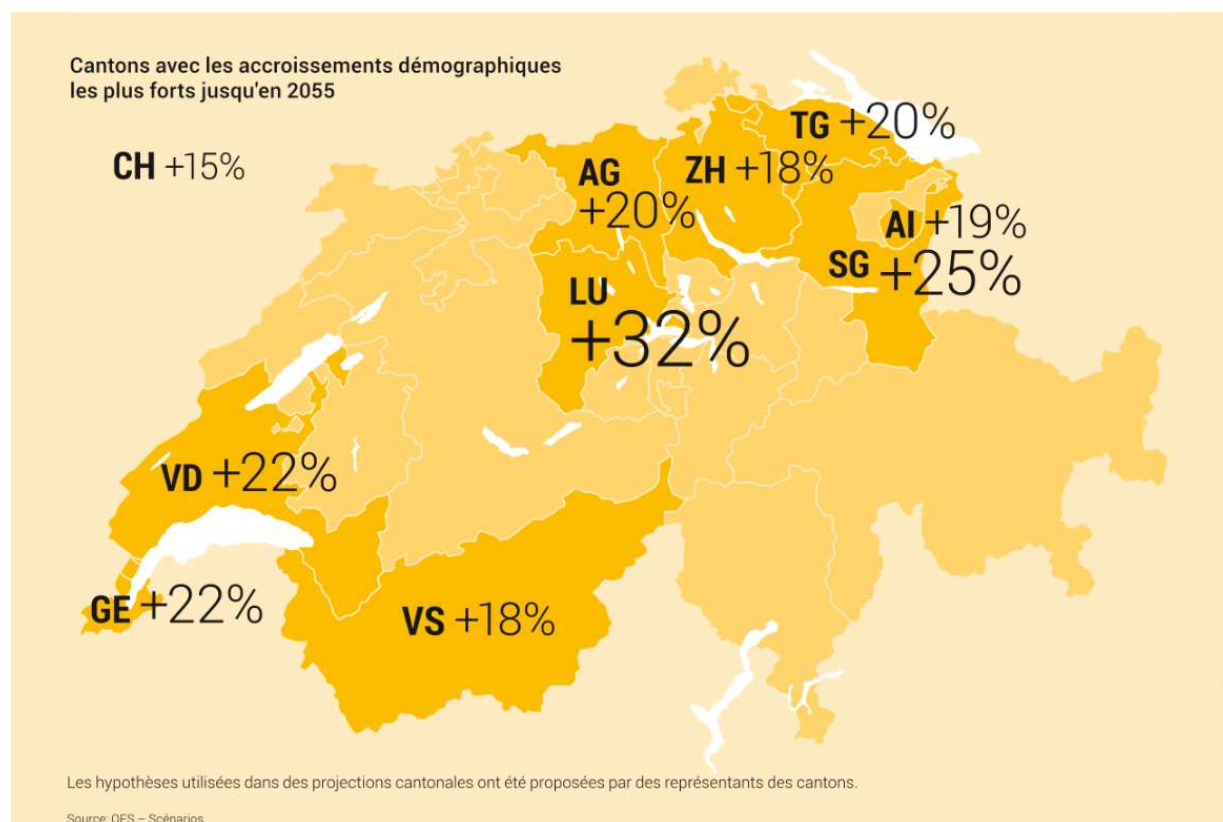 Cantons avec les accroissements démographiques
les plus forts jusqu'en 2055
CH +15%
TG +20%
AG
+20%
ZH +18%
AI +19%
SG +25%
LU
+32%
VD +22%
GE +22%
VS +18%
Les hypothèses utilisées dans des projections cantonales ont été proposées par des représentants des cantons.
Source: OFS – Scénarios